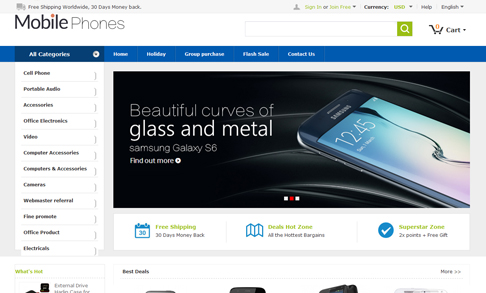 Free Shipping Worldwide, 30 Days Money back.
Sign In or Join Free
Currency: USD
Help
English
Mobile Phones
0
Cart
All Categories
Home
Holiday
Group purchase
Flash Sale
Contact Us
Cell Phone
Portable Audio
Accessories
Office Electronics
Video
Computer Accessories
Computers & Accessories
Cameras
Webmaster referral
Fine promote
Office Product
Electricals
Beautiful curves of
glass and metal
samsung Galaxy S6
Find out more
12:45
30
Free Shipping
30 Days Money Back
Deals Hot Zone
All the Hottest Bargains
Superstar Zone
2x points + Free Gift
What's Hot
External Drive
Case for
Best Deals
More >>